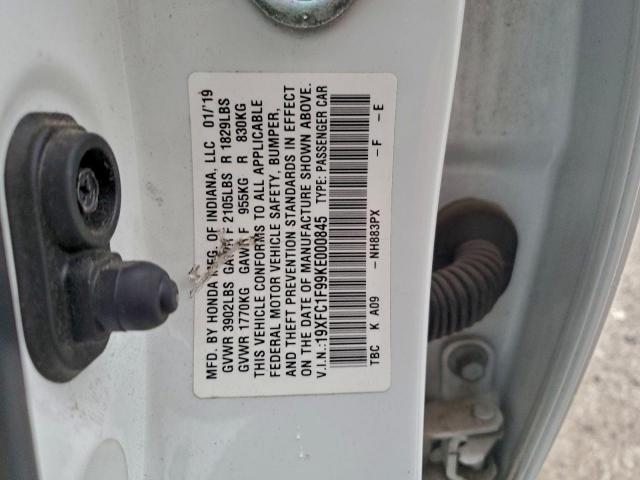 MFD. BY HONDA MFG. OF INDIANA, LLC 01/'19
GVWR 3902LBS GAWR F 2105LBS R 1829LBS
GVWR 1770KG GAWR F 955KG R 830KG
THIS VEHICLE CONFORMS TO ALL APPLICABLE
FEDERAL MOTOR VEHICLE SAFETY, BUMPER,
AND THEFT PREVENTION STANDARDS IN EFFECT
ON THE DATE OF MANUFACTURE SHOWN ABOVE.
V.I.N.:19XFC1F99KE000845 TYPE: PASSENGER CAR
TBC K A09 -NH883PX -F -E